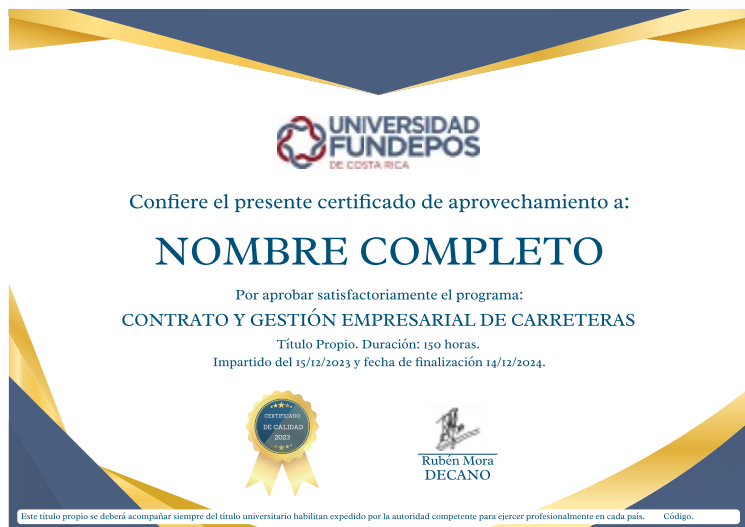 UNIVERSIDAD
FUNDEPOS
DE COSTA RICA
Confiere el presente certificado de aprovechamiento a:
NOMBRE COMPLETO
Por aprobar satisfactoriamente el programa:
CONTRATO Y GESTIÓN EMPRESARIAL DE CARRETERAS
Título Propio. Duración: 150 horas.
Impartido del 15/12/2023 y fecha de finalización 14/12/2024.
CERTIFICADO
DE CALIDAD
2023
Rubén Mora
DECANO
Este título propio se deberá acompañar siempre del título universitario habilitan expedido por la autoridad competente para ejercer profesionalmente en cada país. Código.